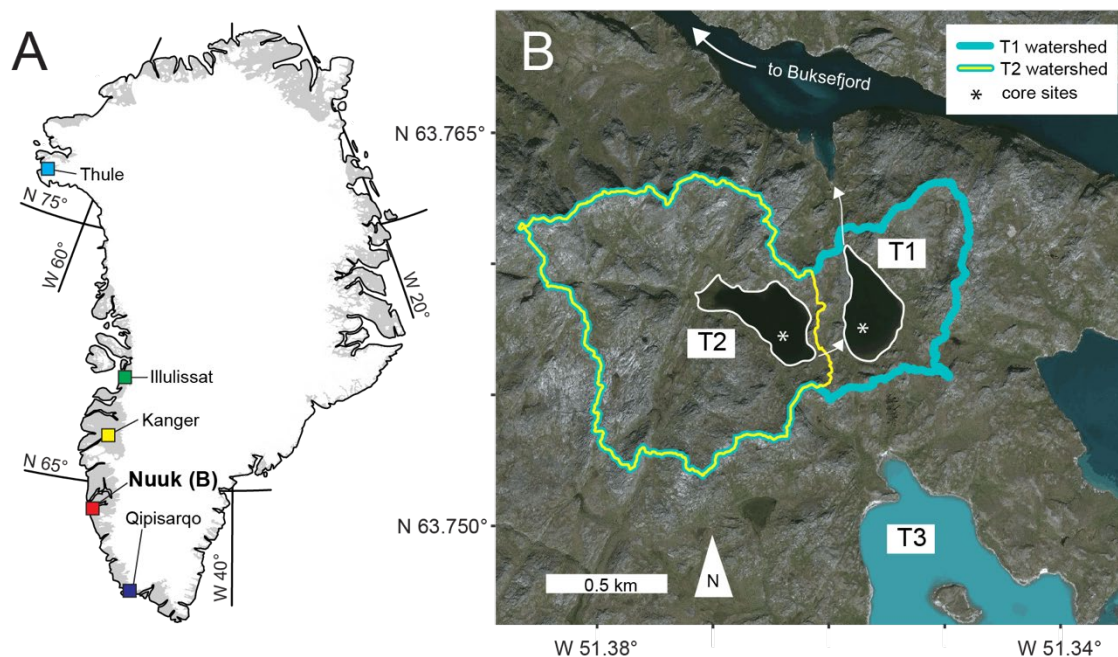 A
Thule
N 75°
W 60°
W 20°
Illulissat
Kanger
N 65°
Nuuk (B)
Qipisarqo
W 40°
B
to Buksefjord
T1 watershed
T2 watershed
* core sites
N 63.765°
T1
*
T2
*
N 63.750°
T3
0.5 km
N
W 51.38°
W 51.34°